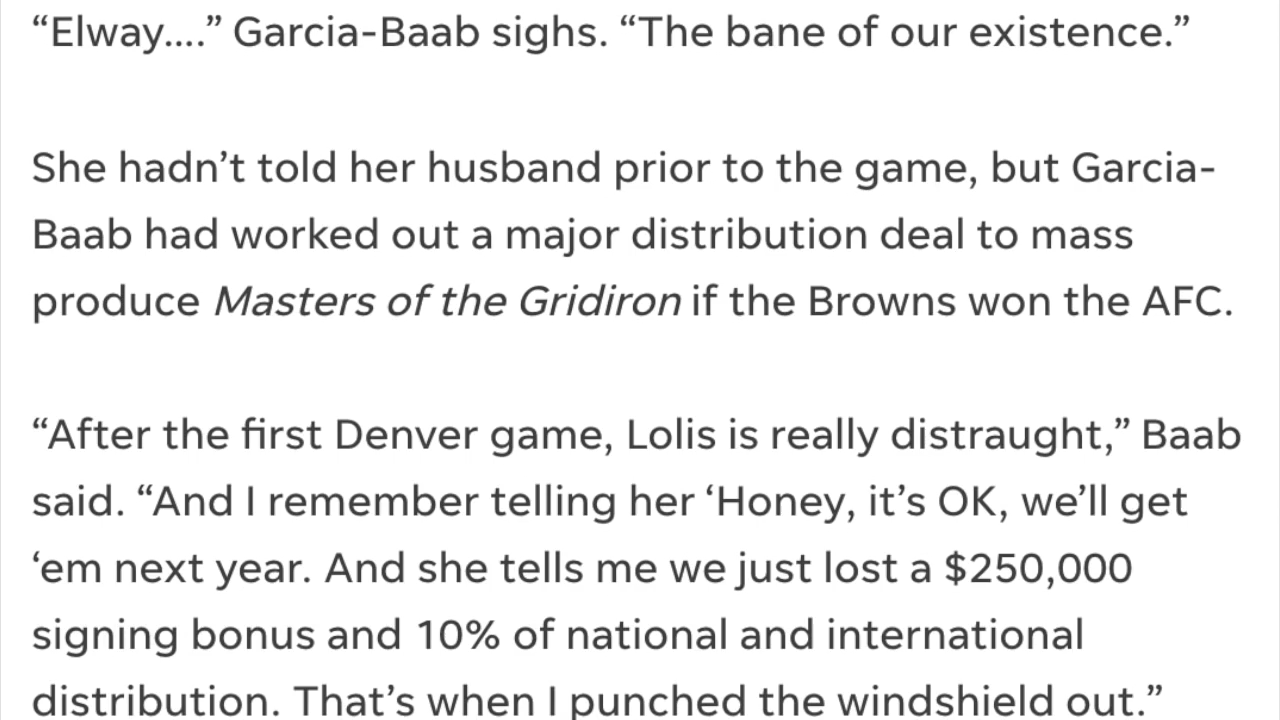 “Elway....” Garcia-Baab sighs. “The bane of our existence.”
She hadn’t told her husband prior to the game, but Garcia-
Baab had worked out a major distribution deal to mass
produce Masters of the Gridiron if the Browns won the AFC.
“After the first Denver game, Lolis is really distraught,” Baab
said. “And I remember telling her ‘Honey, it’s OK, we’ll get
‘em next year. And she tells me we just lost a $250,000
signing bonus and 10% of national and international
distribution. That’s when I punched the windshield out.”